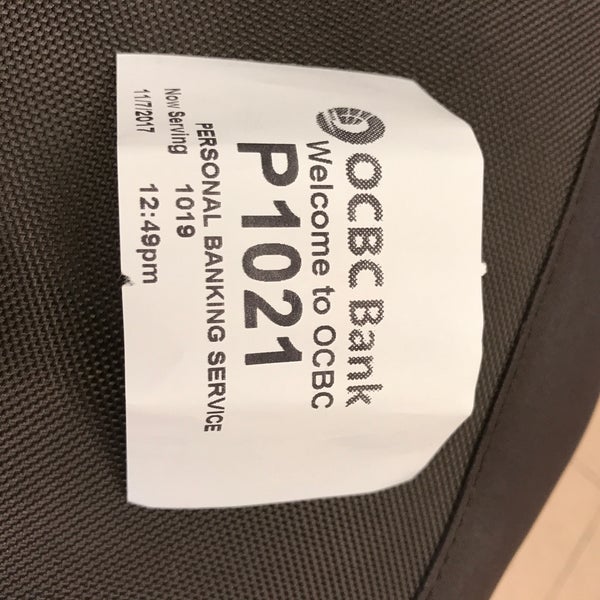 OCBC Bank
Welcome to OCBC
P1021
PERSONAL BANKING SERVICE
Now Serving 1019
11/7/2017 12:49pm